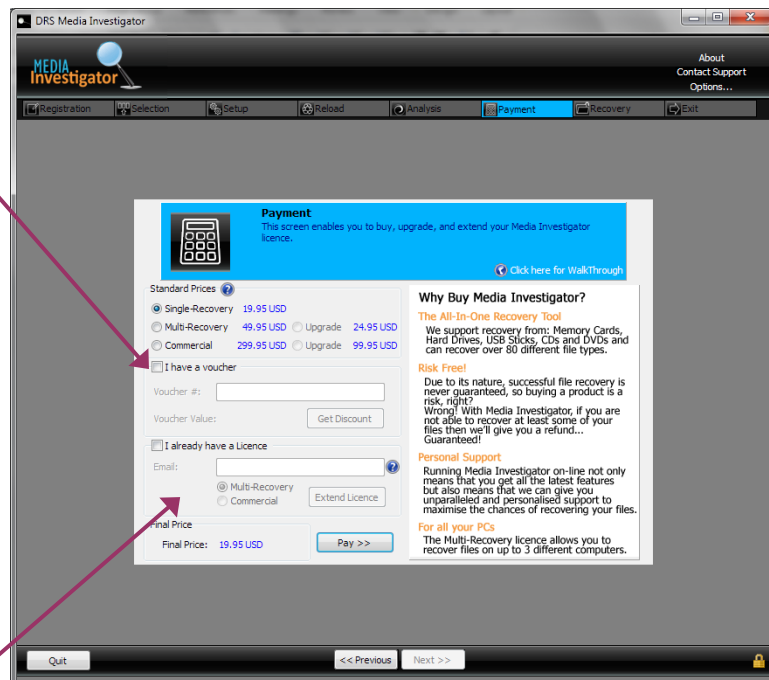 DRS Media Investigator
MEDIA
Investigator
About
Contact Support
Options...
Registration
Selection
Setup
Reload
Analysis
Payment
Recovery
Exit
Payment
This screen enables you to buy, upgrade, and extend your Media Investigator
licence.
Click here for WalkThrough
Standard Prices
Single-Recovery 19.95 USD
Multi-Recovery 49.95 USD Upgrade 24.95 USD
Commercial 299.95 USD Upgrade 99.95 USD
I have a voucher
Voucher #:
Voucher Value: Get Discount
I already have a Licence
Email:
Multi-Recovery
Commercial
Extend Licence
Final Price
Final Price: 19.95 USD
Pay >>
Why Buy Media Investigator?
The All-In-One Recovery Tool
We support recovery from: Memory Cards,
Hard Drives, USB Sticks, CDs and DVDs and
can recover over 80 different file types.
Risk Free!
Due to its nature, successful file recovery is
never guaranteed, so buying a product is a
risk, right?
Wrong! With Media Investigator, if you are
not able to recover at least some of your
files then we'll give you a refund...
Guaranteed!
Personal Support
Running Media Investigator on-line not only
means that you get all the latest features
but also means that we can give you
unparalleled and personalised support to
maximise the chances of recovering your files.
For all your PCs
The Multi-Recovery licence allows you to
recover files on up to 3 different computers.
Quit
<< Previous
Next >>